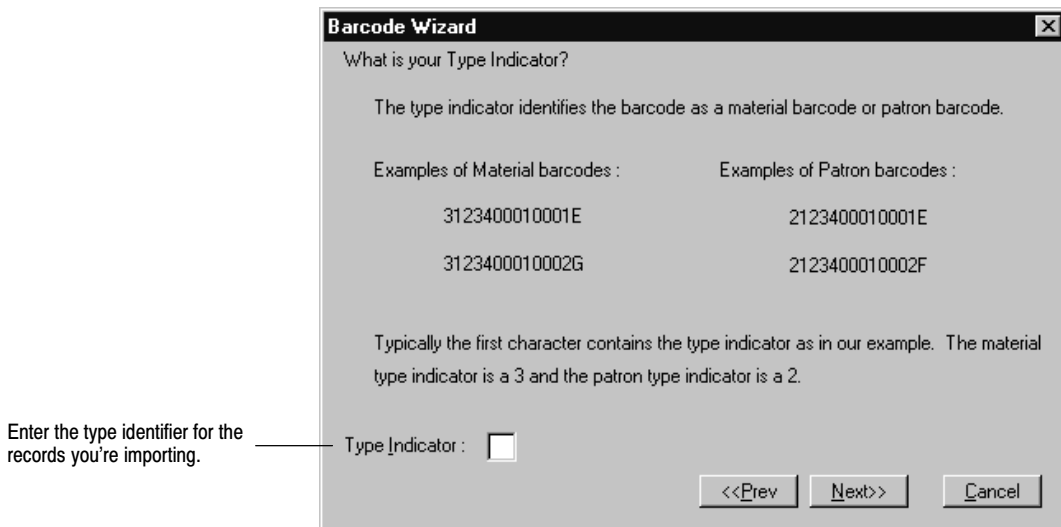 Barcode Wizard
What is your Type Indicator?
The type indicator identifies the barcode as a material barcode or patron barcode.
Examples of Material barcodes :
Examples of Patron barcodes :
3123400010001E
2123400010001E
3123400010002G
2123400010002F
Typically the first character contains the type indicator as in our example. The material
type indicator is a 3 and the patron type indicator is a 2.
Enter the type identifier for the
records you're importing.
Type Indicator :
<<Prev
Next>>
Cancel